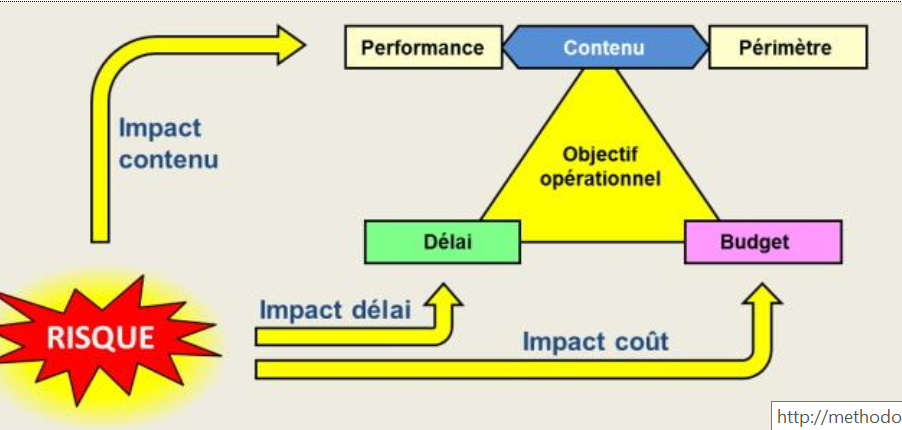 Performance
Contenu
Périmètre
Impact
contenu
Objectif
opérationnel
Délai
Budget
Impact délai
RISQUE
Impact coût
http://methodo